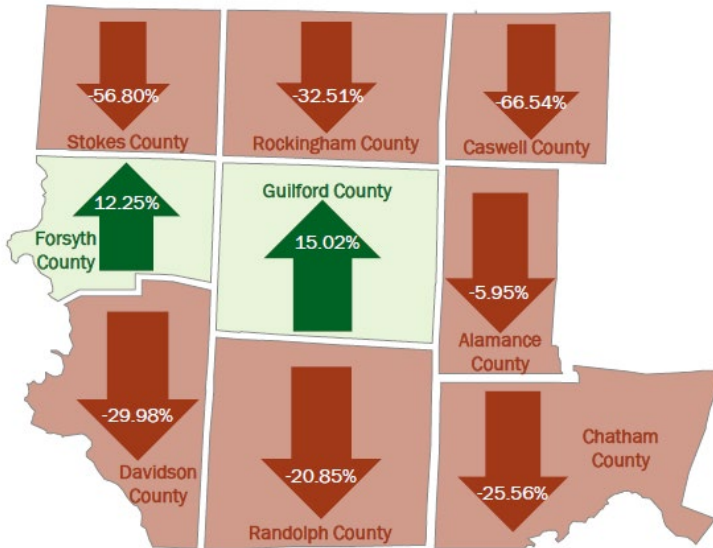 -56.80%
Stokes County
-32.51%
Rockingham County
-66.54%
Caswell County
12.25%
Forsyth
County
Guilford County
15.02%
-5.95%
Alamance
County
-29.98%
Davidson
County
-20.85%
Randolph County
Chatham
County
-25.56%